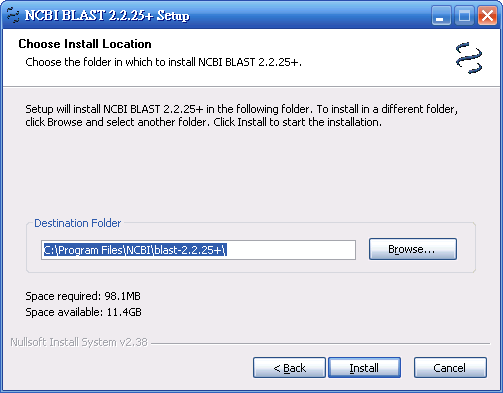 NCBI BLAST 2.2.25+ Setup
Choose Install Location
Choose the folder in which to install NCBI BLAST 2.2.25+.
Setup will install NCBI BLAST 2.2.25+ in the following folder. To install in a different folder,
click Browse and select another folder. Click Install to start the installation.
Destination Folder
C:\Program Files\NCBI\blast-2.2.25+\
Browse...
Space required: 98.1MB
Space available: 11.4GB
Nullsoft Install System v2.38
< Back
Install
Cancel